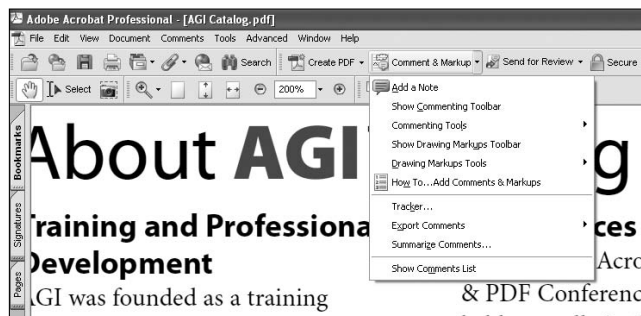 Adobe Acrobat Professional - [AGI Catalog.pdf]
File Edit View Document Comments Tools Advanced Window Help
Search Create PDF Comment & Markup Send for Review Secure
Select 200%
Add a Note
Show Commenting Toolbar
Commenting Tools
Show Drawing Markups Toolbar
Drawing Markups Tools
How To...Add Comments & Markups
Tracker...
Export Comments
Summarize Comments...
Show Comments List
Bookmarks
Signatures
Pages
About AGI g
Training and Professiona ces
Development Acro
AGI was founded as a training & PDF Conferenc